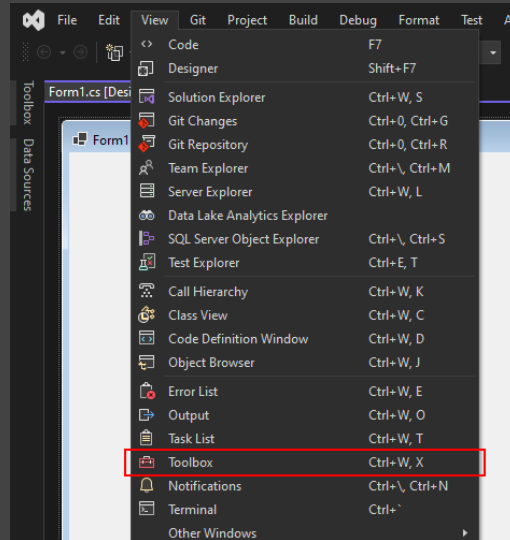 File Edit View Git Project Build Debug Format Test
Toolbox
Data Sources
Form1.cs [Desi
Form1
Code F7
Designer Shift+F7
Solution Explorer Ctrl+W, S
Git Changes Ctrl+0, Ctrl+G
Git Repository Ctrl+0, Ctrl+R
Team Explorer Ctrl+\, Ctrl+M
Server Explorer Ctrl+W, L
Data Lake Analytics Explorer
SQL Server Object Explorer Ctrl+\, Ctrl+S
Test Explorer Ctrl+E, T
Call Hierarchy Ctrl+W, K
Class View Ctrl+W, C
Code Definition Window Ctrl+W, D
Object Browser Ctrl+W, J
Error List Ctrl+W, E
Output Ctrl+W, O
Task List Ctrl+W, T
Toolbox Ctrl+W, X
Notifications Ctrl+\, Ctrl+N
Terminal Ctrl+`
Other Windows